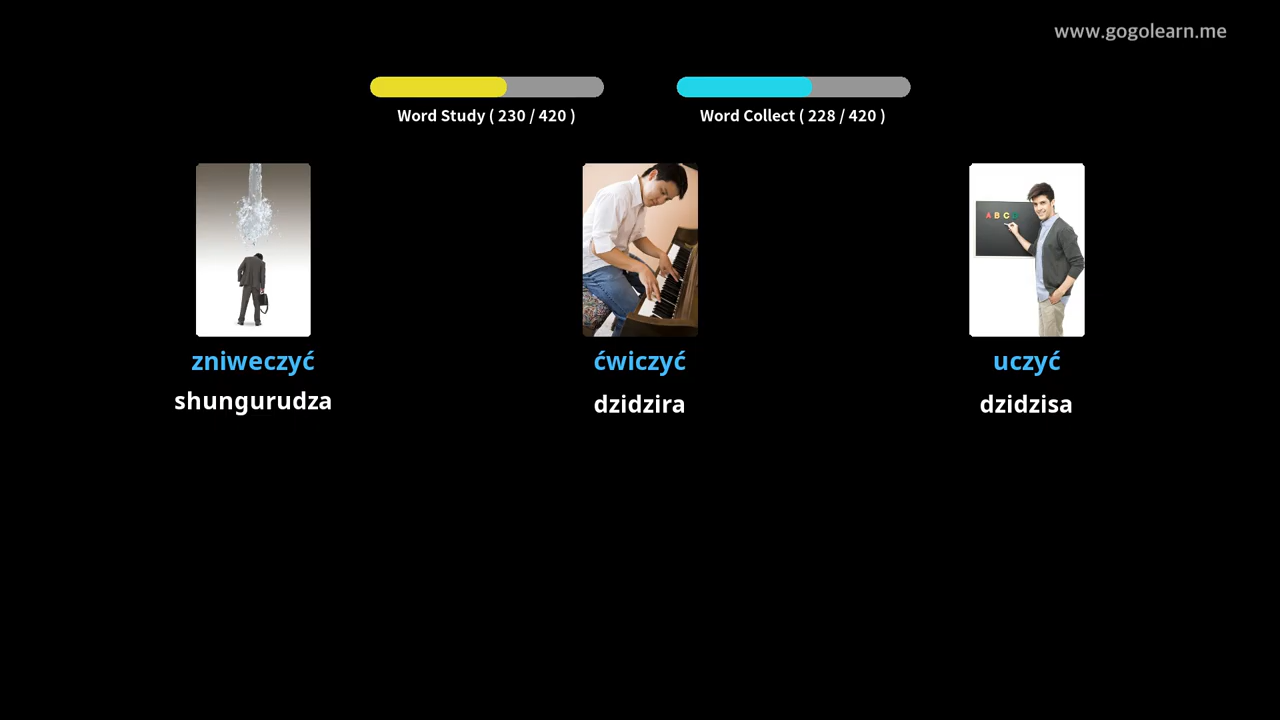 www.gogolearn.me
Word Study ( 230 / 420 )
Word Collect ( 228 / 420 )
A B C D
zniweczyć
ćwiczyć
uczyć
shungurudza
dzidzira
dzidzisa